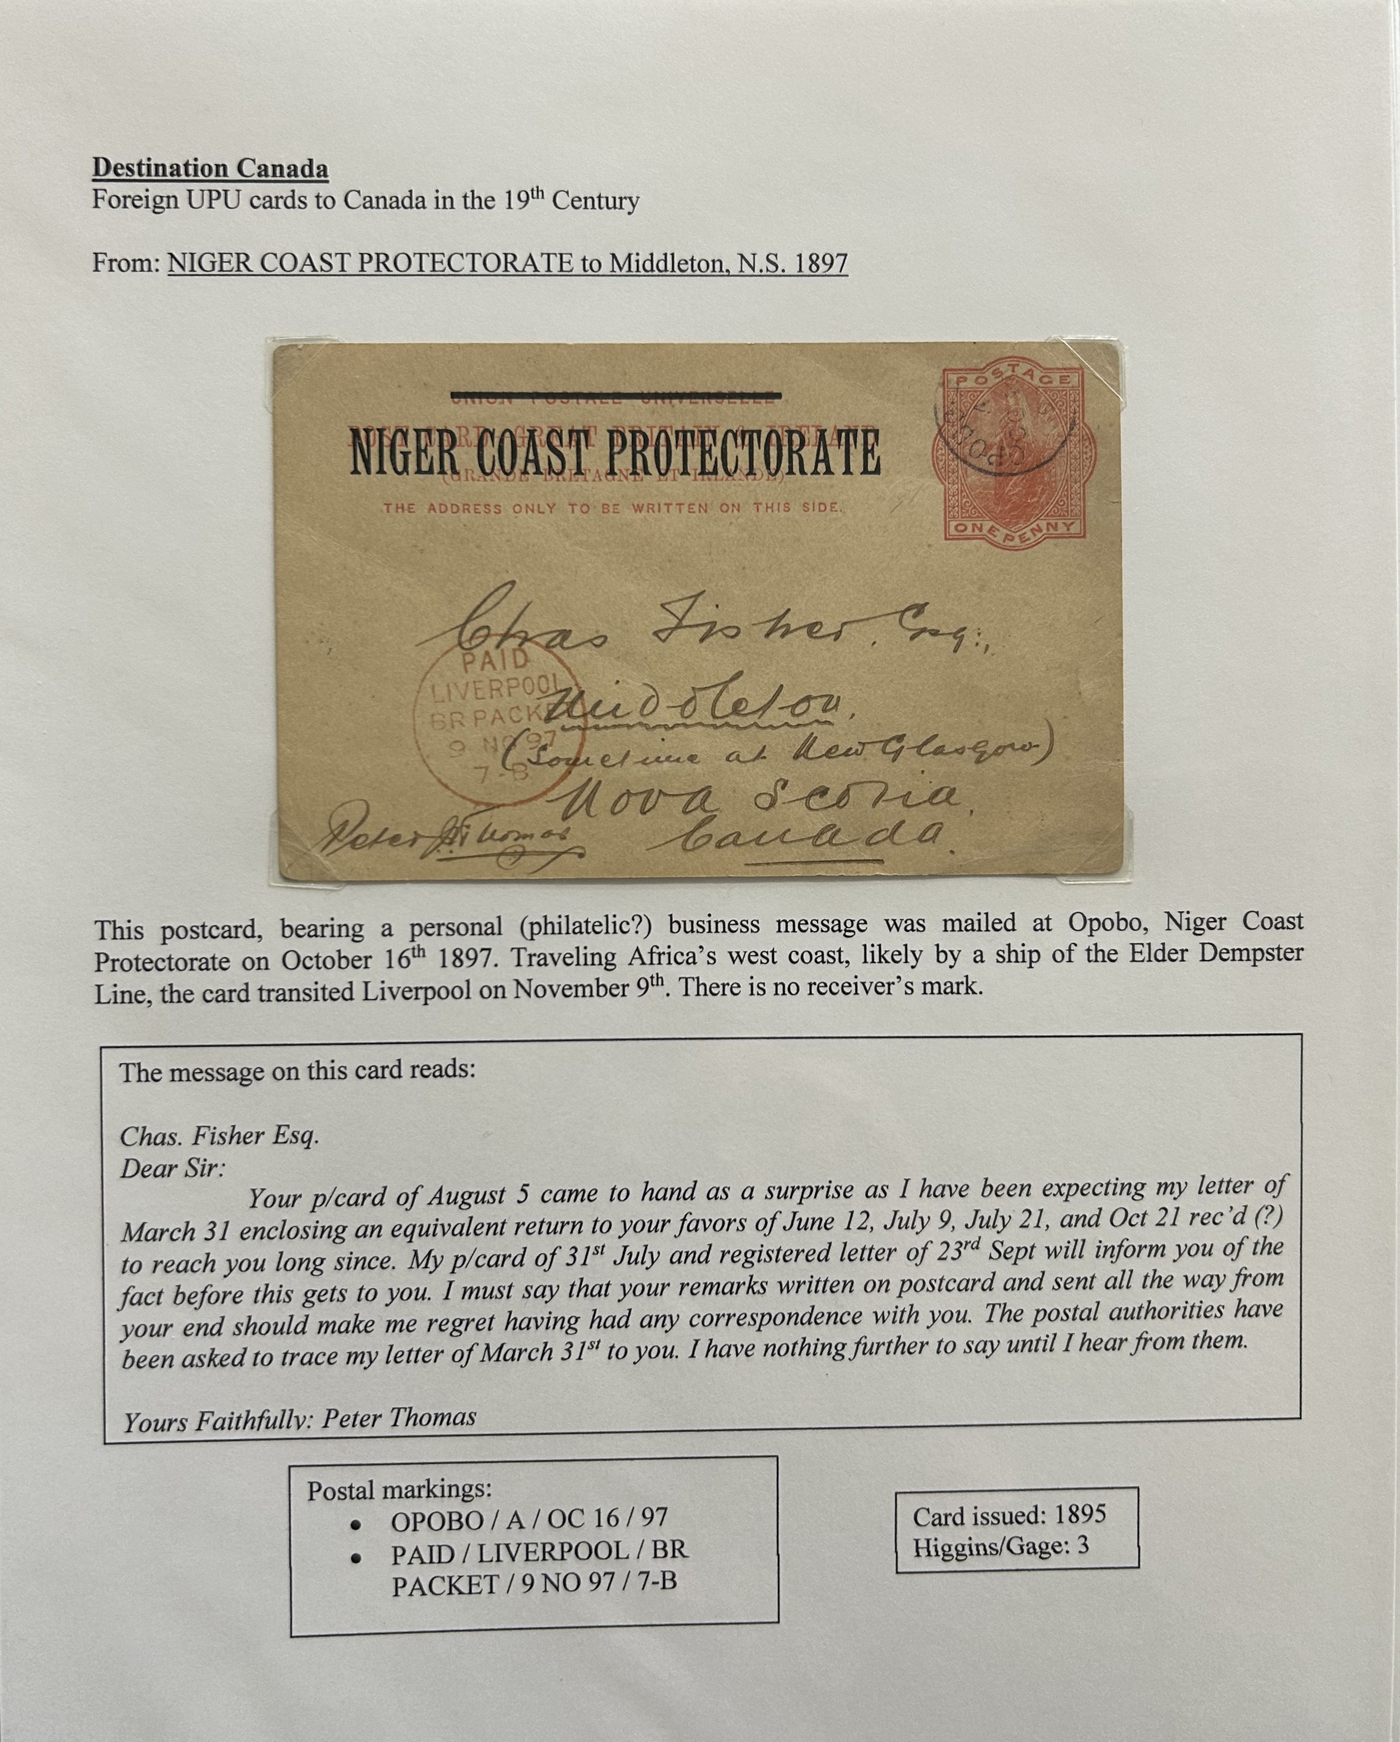 Destination Canada
Foreign UPU cards to Canada in the 19th Century
From: NIGER COAST PROTECTORATE to Middleton, N.S. 1897
UNION POSTALE UNIVERSELLE
POST CARD GREAT BRITAIN & IRELAND
NIGER COAST PROTECTORATE
(GRANDE BRETAGNE ET IRLANDE)
THE ADDRESS ONLY TO BE WRITTEN ON THIS SIDE.
POSTAGE
ONE PENNY
OPOBO
Chas Fisher Esq.,
PAID
LIVERPOOL
BR PACKET
9 NO 97
7-B
Middleton,
(Sometime at New Glasgow)
Nova Scotia,
Canada.
Peter J. Thomas
This postcard, bearing a personal (philatelic?) business message was mailed at Opobo, Niger Coast
Protectorate on October 16th 1897. Traveling Africa's west coast, likely by a ship of the Elder Dempster
Line, the card transited Liverpool on November 9th. There is no receiver's mark.
The message on this card reads:
Chas. Fisher Esq.
Dear Sir:
Your p/card of August 5 came to hand as a surprise as I have been expecting my letter of
March 31 enclosing an equivalent return to your favors of June 12, July 9, July 21, and Oct 21 rec'd (?)
to reach you long since. My p/card of 31st July and registered letter of 23rd Sept will inform you of the
fact before this gets to you. I must say that your remarks written on postcard and sent all the way from
your end should make me regret having had any correspondence with you. The postal authorities have
been asked to trace my letter of March 31st to you. I have nothing further to say until I hear from them.
Yours Faithfully: Peter Thomas
Postal markings:
• OPOBO / A / OC 16 / 97
• PAID / LIVERPOOL / BR
PACKET / 9 NO 97 / 7-B
Card issued: 1895
Higgins/Gage: 3